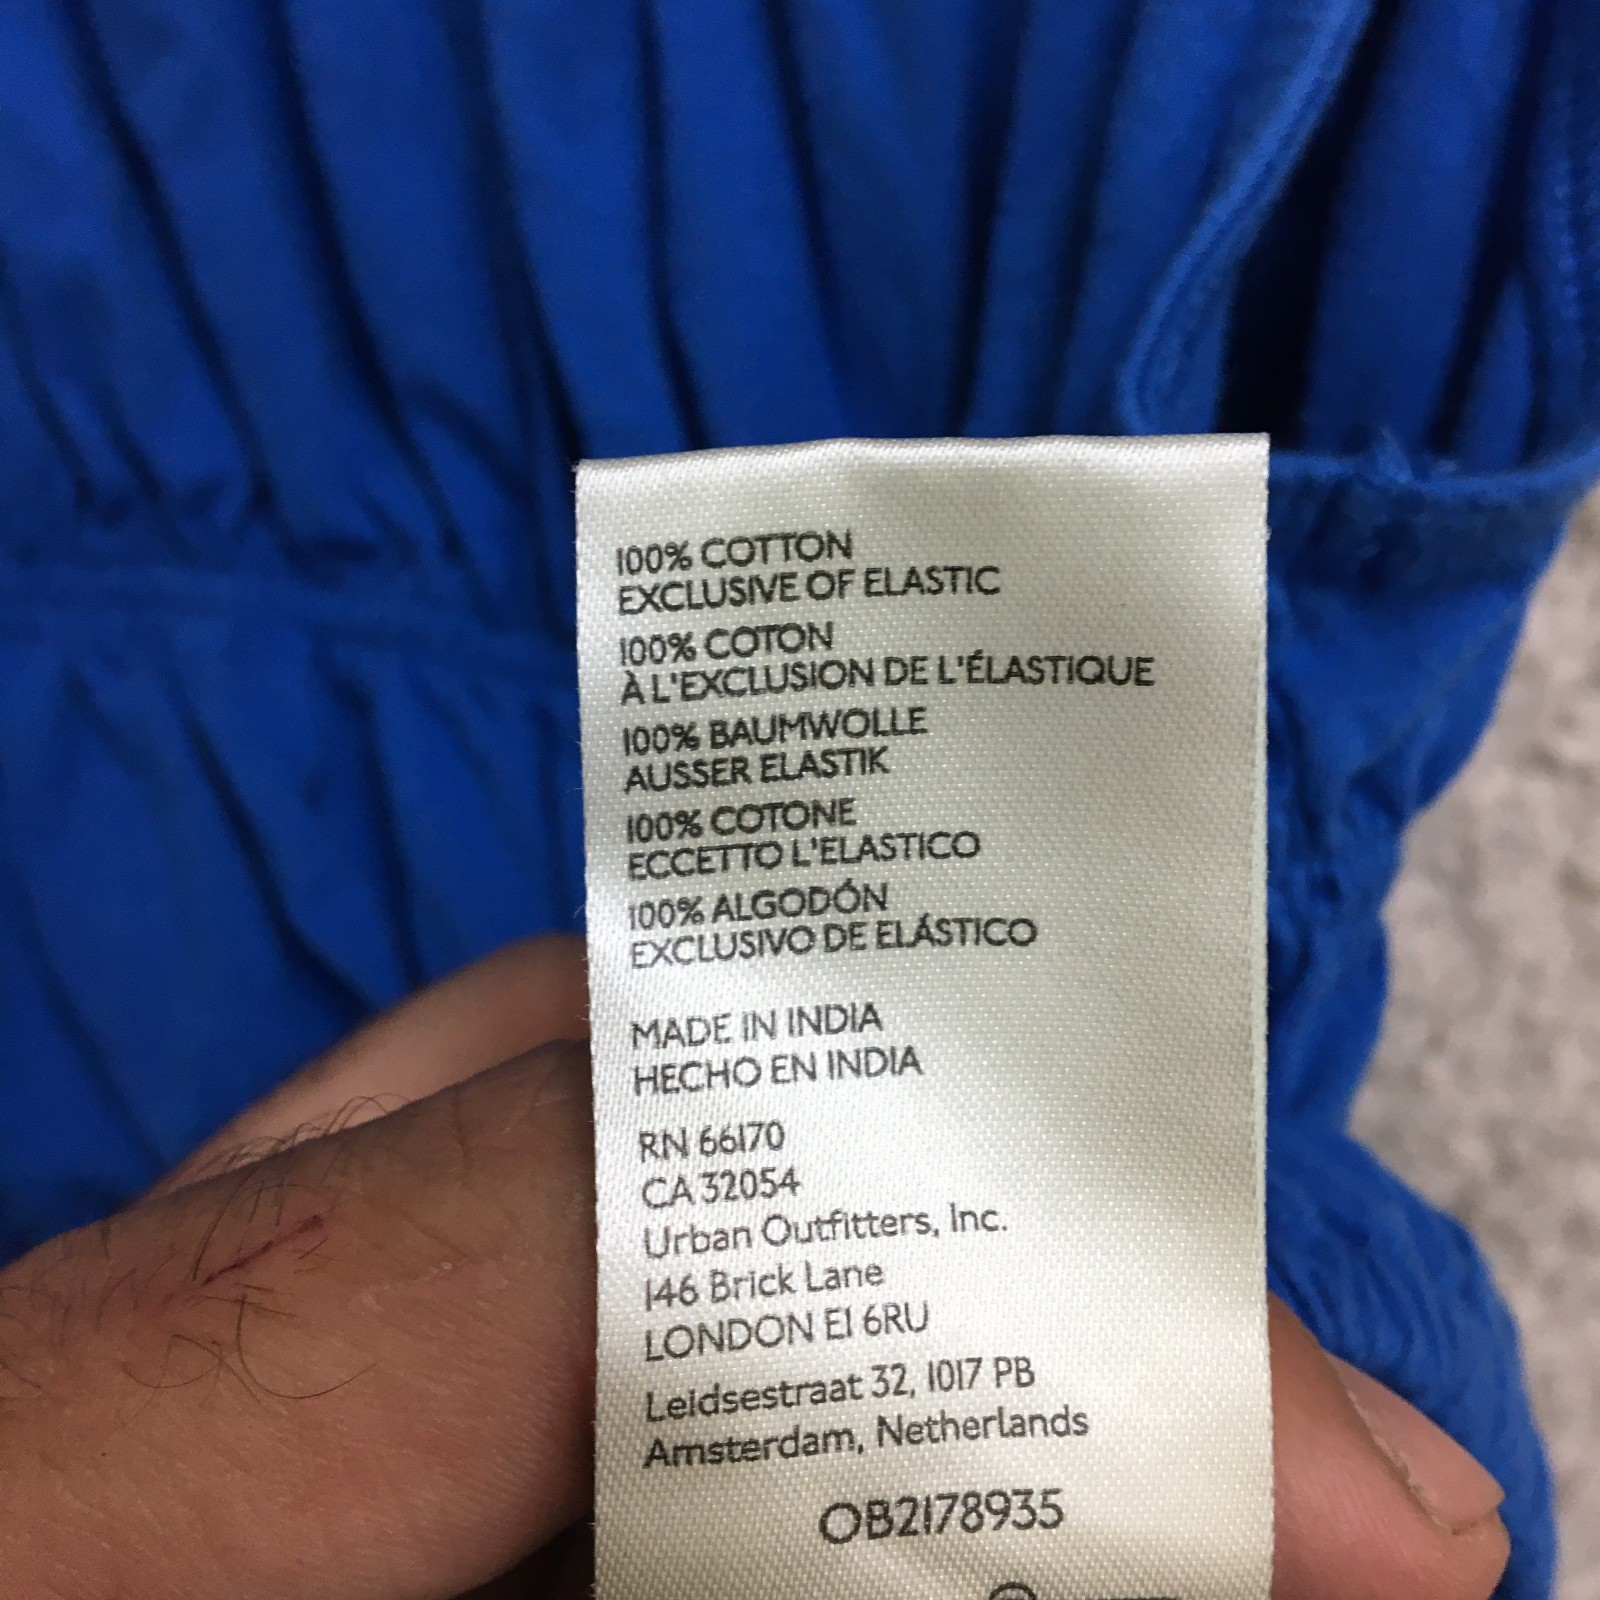 100% COTTON
EXCLUSIVE OF ELASTIC
100% COTON
À L'EXCLUSION DE L'ÉLASTIQUE
100% BAUMWOLLE
AUSSER ELASTIK
100% COTONE
ECCETTO L'ELASTICO
100% ALGODÓN
EXCLUSIVO DE ELÁSTICO
MADE IN INDIA
HECHO EN INDIA
RN 66170
CA 32054
Urban Outfitters, Inc.
146 Brick Lane
LONDON E1 6RU
Leidsestraat 32, 1017 PB
Amsterdam, Netherlands
OB2178935